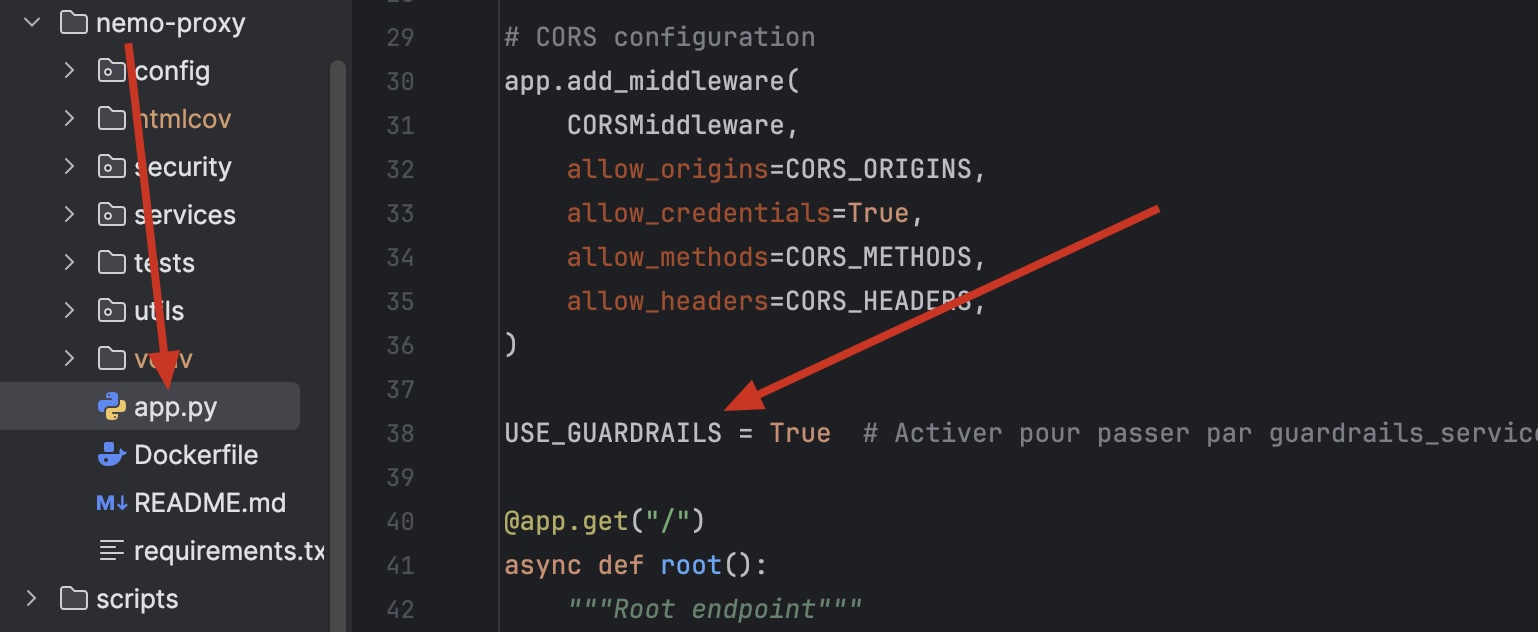 nemo-proxy
config
htmlcov
security
services
tests
utils
venv
app.py
Dockerfile
README.md
requirements.tx
scripts
29 # CORS configuration
30 app.add_middleware(
31 CORSMiddleware,
32 allow_origins=CORS_ORIGINS,
33 allow_credentials=True,
34 allow_methods=CORS_METHODS,
35 allow_headers=CORS_HEADERS,
36 )
37
38 USE_GUARDRAILS = True # Activer pour passer par guardrails_servic
39
40 @app.get("/")
41 async def root():
42 """Root endpoint"""